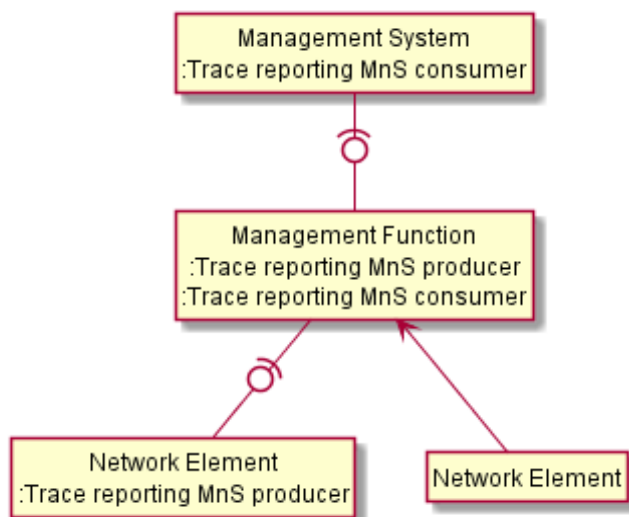 Management System
:Trace reporting MnS consumer
Management Function
:Trace reporting MnS producer
:Trace reporting MnS consumer
Network Element
:Trace reporting MnS producer
Network Element